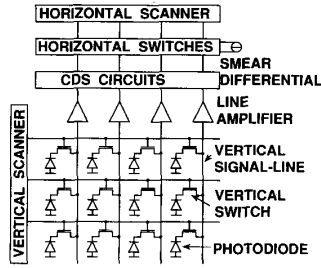 HORIZONTAL SCANNER
HORIZONTAL SWITCHES
SMEAR
DIFFERENTIAL
CDS CIRCUITS
LINE
AMPLIFIER
VERTICAL SCANNER
VERTICAL
SIGNAL-LINE
VERTICAL
SWITCH
PHOTODIODE